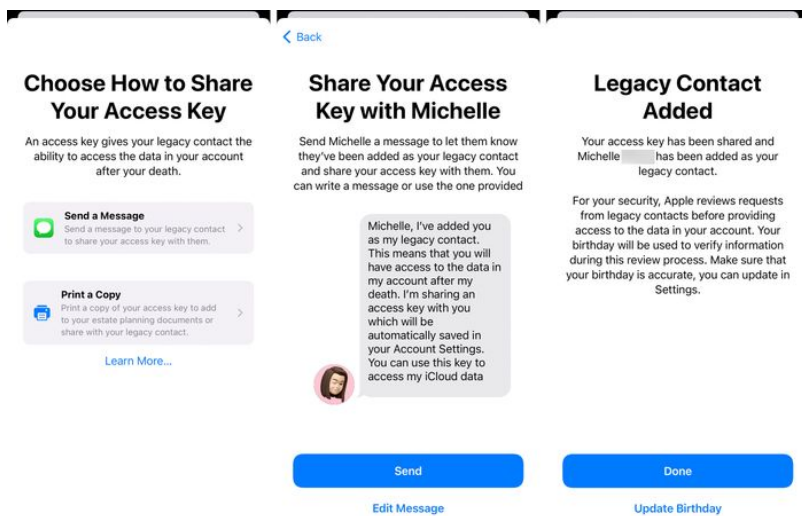 Choose How to Share
Your Access Key
An access key gives your legacy contact the
ability to access the data in your account
after your death.
Send a Message
Send a message to your legacy contact
to share your access key with them.
Print a Copy
Print a copy of your access key to add
to your estate planning documents or
share with your legacy contact.
Learn More...
Back
Share Your Access
Key with Michelle
Send Michelle a message to let them know
they've been added as your legacy contact
and share your access key with them. You
can write a message or use the one provided
Michelle, I've added you
as my legacy contact.
This means that you will
have access to the data in
my account after my
death. I'm sharing an
access key with you
which will be
automatically saved in
your Account Settings.
You can use this key to
access my iCloud data
Send
Edit Message
Legacy Contact
Added
Your access key has been shared and
Michelle has been added as your
legacy contact.
For your security, Apple reviews requests
from legacy contacts before providing
access to the data in your account. Your
birthday will be used to verify information
during this review process. Make sure that
your birthday is accurate, you can update in
Settings.
Done
Update Birthday